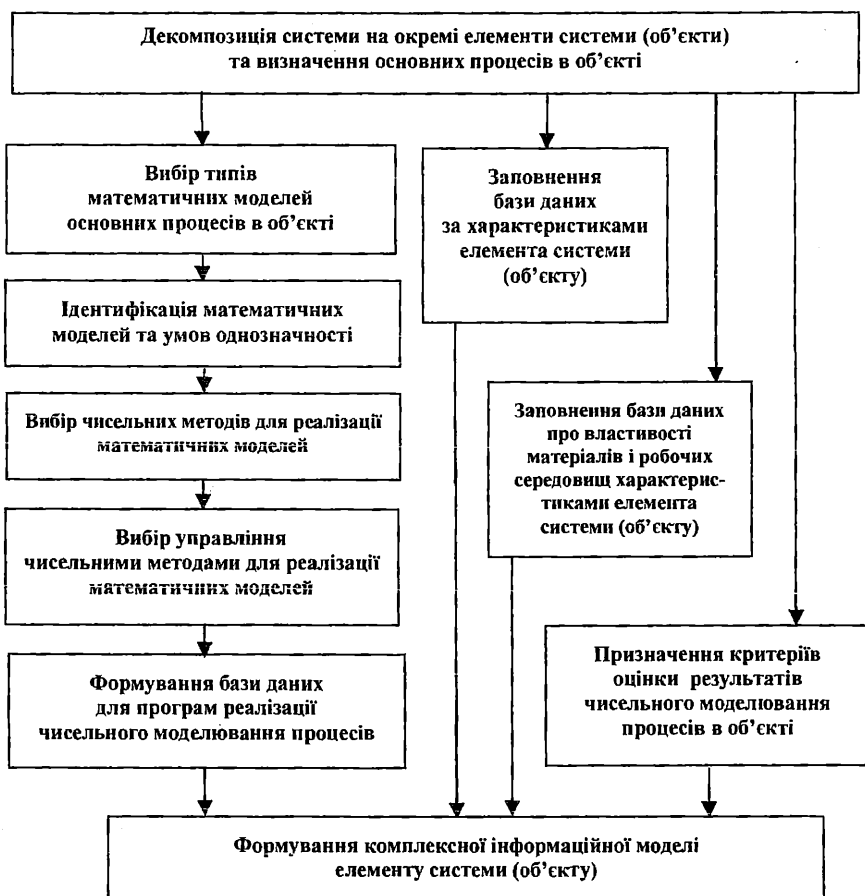 Декомпозиція системи на окремі елементи системи (об’єкти)
та визначення основних процесів в об’єкті
Вибір типів
математичних моделей
основних процесів в об’єкті
Ідентифікація математичних
моделей та умов однозначності
Вибір чисельних методів для реалізації
математичних моделей
Вибір управління
чисельними методами для реалізації
математичних моделей
Формування бази даних
для програм реалізації
чисельного моделювання процесів
Заповнення
бази даних
за характеристиками
елемента системи
(об’єкту)
Заповнення бази даних
про властивості
матеріалів і робочих
середовищ характерис-
тиками елемента
системи (об’єкту)
Призначення критеріїв
оцінки результатів
чисельного моделювання
процесів в об’єкті
Формування комплексної інформаційної моделі
елементу системи (об’єкту)